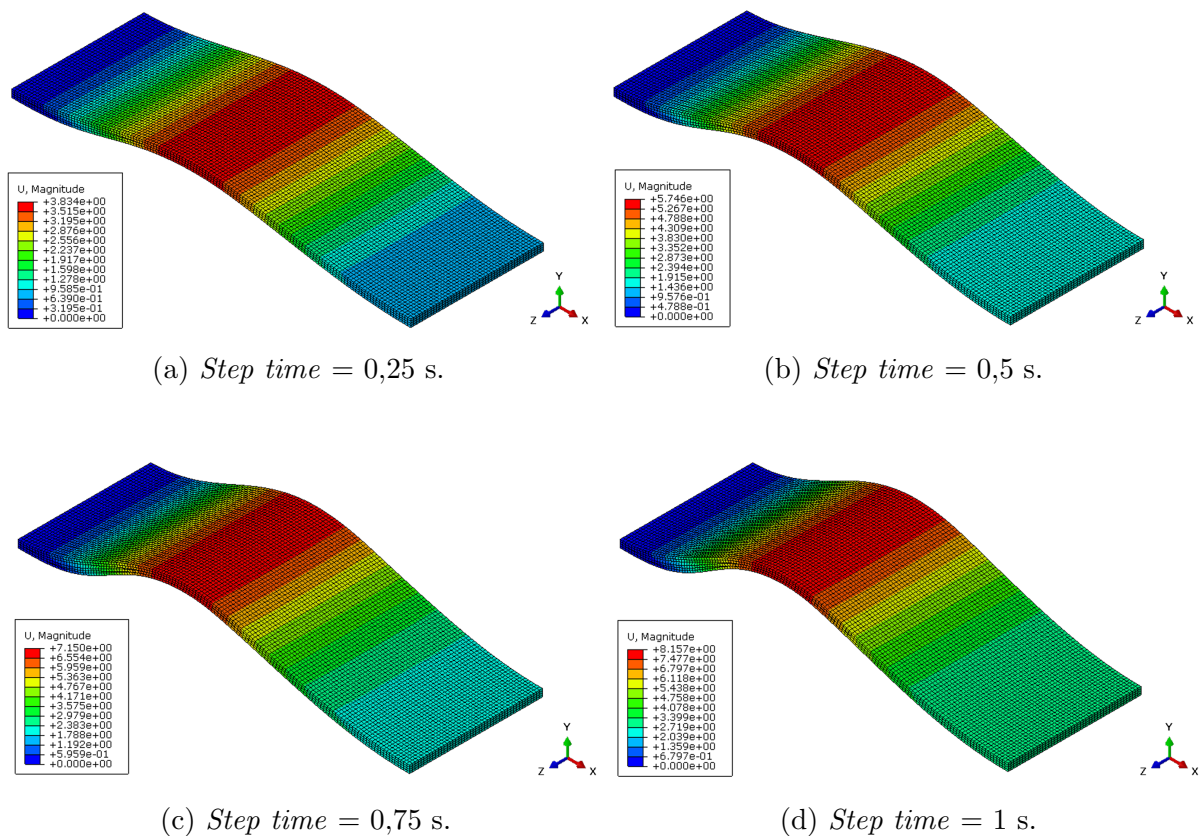 U, Magnitude
+3.834e+00
+3.515e+00
+3.195e+00
+2.876e+00
+2.556e+00
+2.237e+00
+1.917e+00
+1.598e+00
+1.278e+00
+9.585e-01
+6.390e-01
+3.195e-01
+0.000e+00
Y
Z
X
(a) Step time = 0,25 s.
U, Magnitude
+5.746e+00
+5.267e+00
+4.788e+00
+4.309e+00
+3.830e+00
+3.352e+00
+2.873e+00
+2.394e+00
+1.915e+00
+1.436e+00
+9.576e-01
+4.788e-01
+0.000e+00
Y
Z
X
(b) Step time = 0,5 s.
U, Magnitude
+7.150e+00
+6.554e+00
+5.959e+00
+5.363e+00
+4.767e+00
+4.171e+00
+3.575e+00
+2.979e+00
+2.383e+00
+1.788e+00
+1.192e+00
+5.959e-01
+0.000e+00
Y
Z
X
(c) Step time = 0,75 s.
U, Magnitude
+8.157e+00
+7.477e+00
+6.797e+00
+6.118e+00
+5.438e+00
+4.758e+00
+4.078e+00
+3.399e+00
+2.719e+00
+2.039e+00
+1.359e+00
+6.797e-01
+0.000e+00
Y
Z
X
(d) Step time = 1 s.